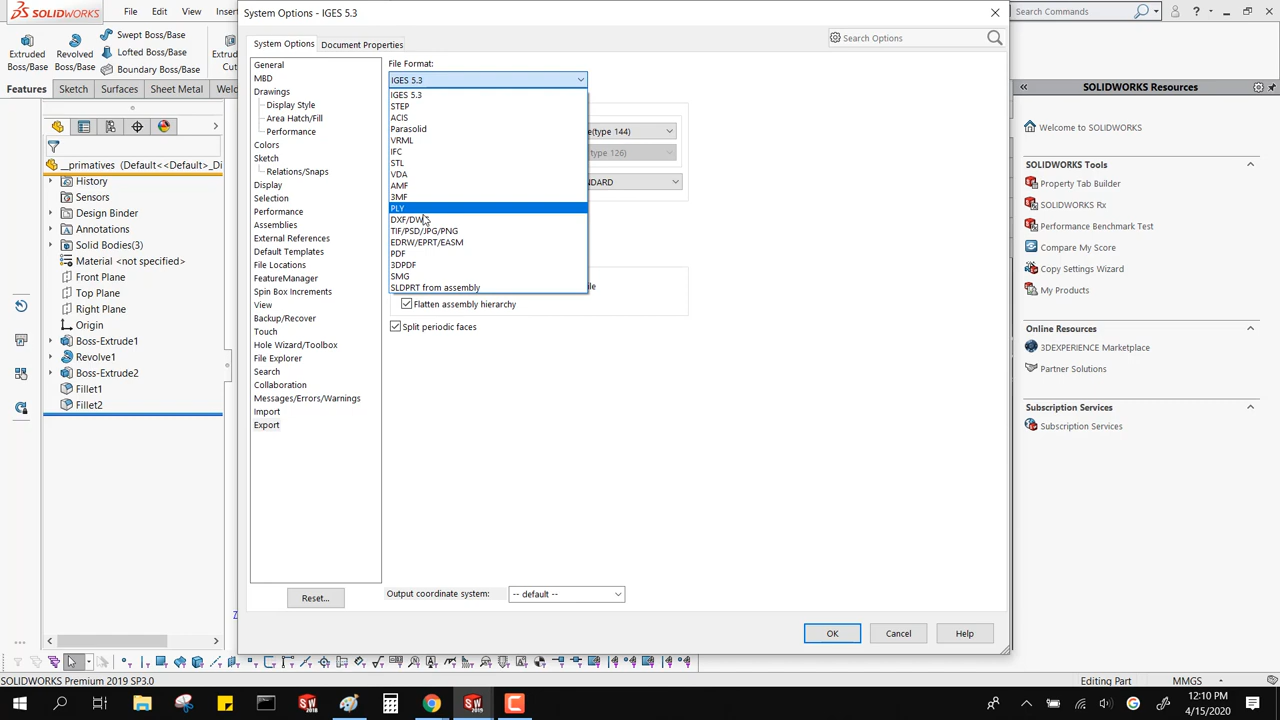 SOLIDWORKS
File
Edit
View
Insert
System Options - IGES 5.3
Search Commands
Extruded
Boss/Base
Revolved
Boss/Base
Swept Boss/Base
Lofted Boss/Base
Boundary Boss/Base
Extruded
Cut
Features
Sketch
Surfaces
Sheet Metal
__primatives (Default<<Default>_Di
History
Sensors
Design Binder
Annotations
Solid Bodies(3)
Material <not specified>
Front Plane
Top Plane
Right Plane
Origin
Boss-Extrude1
Revolve1
Boss-Extrude2
Fillet1
Fillet2
System Options
Document Properties
Search Options
General
MBD
Drawings
Display Style
Area Hatch/Fill
Performance
Colors
Sketch
Relations/Snaps
Display
Selection
Performance
Assemblies
External References
Default Templates
File Locations
FeatureManager
Spin Box Increments
View
Backup/Recover
Touch
Hole Wizard/Toolbox
File Explorer
Search
Collaboration
Messages/Errors/Warnings
Import
Export
Reset...
File Format:
IGES 5.3
IGES 5.3
STEP
ACIS
Parasolid
VRML
IFC
STL
VDA
AMF
3MF
PLY
DXF/DWG
TIF/PSD/JPG/PNG
EDRW/EPRT/EASM
PDF
3DPDF
SMG
SLDPRT from assembly
e(type 144)
type 126)
NDARD
ile
Flatten assembly hierarchy
Split periodic faces
Output coordinate system:
-- default --
OK
Cancel
Help
SOLIDWORKS Resources
Welcome to SOLIDWORKS
SOLIDWORKS Tools
Property Tab Builder
SOLIDWORKS Rx
Performance Benchmark Test
Compare My Score
Copy Settings Wizard
My Products
Online Resources
3DEXPERIENCE Marketplace
Partner Solutions
Subscription Services
Subscription Services
SOLIDWORKS Premium 2019 SP3.0
Editing Part
MMGS
12:10 PM
4/15/2020